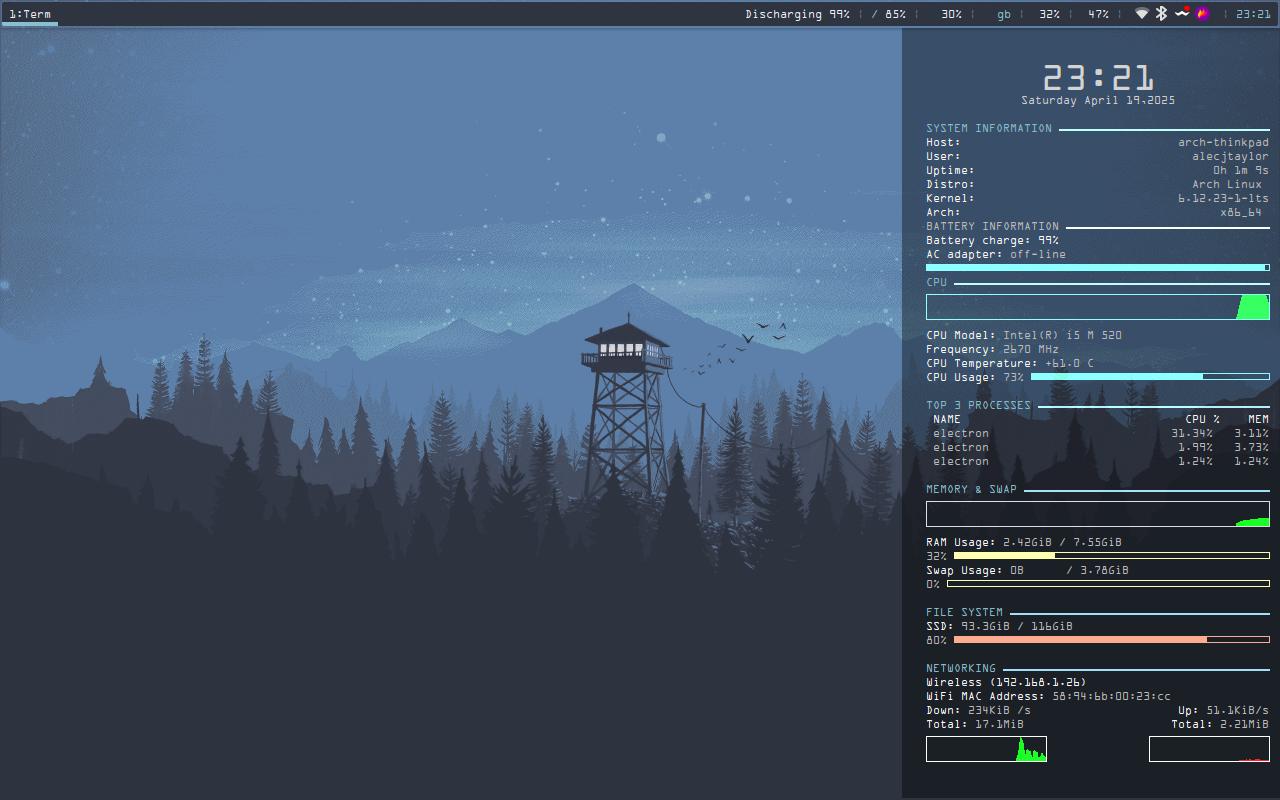 1:Term
Discharging 99% | / 85% | 30% | gb | 32% | 47% | | 23:21
23:21
Saturday April 19,2025
SYSTEM INFORMATION
Host: arch-thinkpad
User: alecjtaylor
Uptime: 0h 1m 9s
Distro: Arch Linux
Kernel: 6.12.23-1-lts
Arch: x86_64
BATTERY INFORMATION
Battery charge: 99%
AC adapter: off-line
CPU
CPU Model: Intel(R) i5 M 520
Frequency: 2670 MHz
CPU Temperature: +61.0 C
CPU Usage: 73%
TOP 3 PROCESSES
NAME CPU % MEM
electron 31.34% 3.11%
electron 1.99% 3.73%
electron 1.24% 1.24%
MEMORY & SWAP
RAM Usage: 2.42GiB / 7.55GiB
32%
Swap Usage: 0B / 3.78GiB
0%
FILE SYSTEM
SSD: 93.3GiB / 116GiB
80%
NETWORKING
Wireless (192.168.1.26)
WiFi MAC Address: 58:94:6b:00:23:cc
Down: 234KiB /s Up: 51.1KiB/s
Total: 17.1MiB Total: 2.21MiB